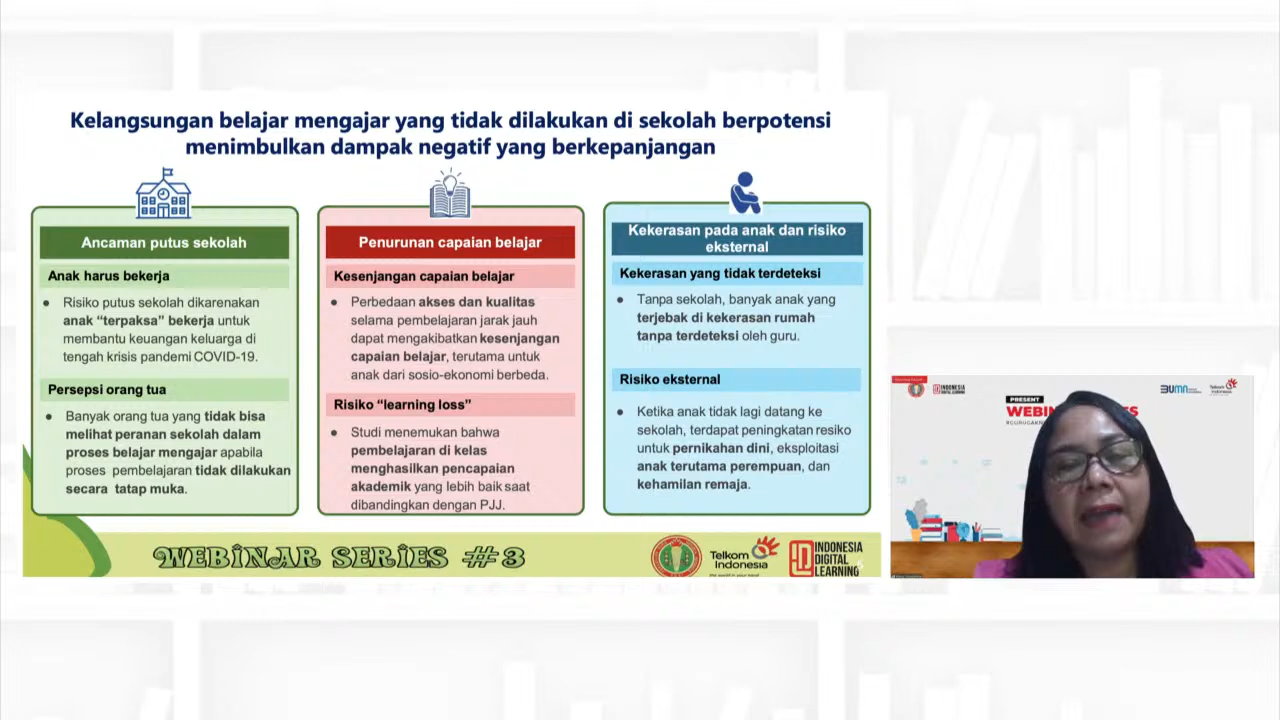 Kelangsungan belajar mengajar yang tidak dilakukan di sekolah berpotensi
menimbulkan dampak negatif yang berkepanjangan
Ancaman putus sekolah
Anak harus bekerja
• Risiko putus sekolah dikarenakan
anak “terpaksa” bekerja untuk
membantu keuangan keluarga di
tengah krisis pandemi COVID-19.
Persepsi orang tua
• Banyak orang tua yang tidak bisa
melihat peranan sekolah dalam
proses belajar mengajar apabila
proses pembelajaran tidak dilakukan
secara tatap muka.
Penurunan capaian belajar
Kesenjangan capaian belajar
• Perbedaan akses dan kualitas
selama pembelajaran jarak jauh
dapat mengakibatkan kesenjangan
capaian belajar, terutama untuk
anak dari sosio-ekonomi berbeda.
Risiko “learning loss”
• Studi menemukan bahwa
pembelajaran di kelas
menghasilkan pencapaian
akademik yang lebih baik saat
dibandingkan dengan PJJ.
Kekerasan pada anak dan risiko
eksternal
Kekerasan yang tidak terdeteksi
• Tanpa sekolah, banyak anak yang
terjebak di kekerasan rumah
tanpa terdeteksi oleh guru.
Risiko eksternal
• Ketika anak tidak lagi datang ke
sekolah, terdapat peningkatan risiko
untuk pernikahan dini, eksploitasi
anak terutama perempuan, dan
kehamilan remaja.
WEBINAR SERIES #3
Telkom
Indonesia
INDONESIA
DIGITAL
LEARNING
INDONESIA
DIGITAL LEARNING
BUMN
Telkom
Indonesia
PRESENT